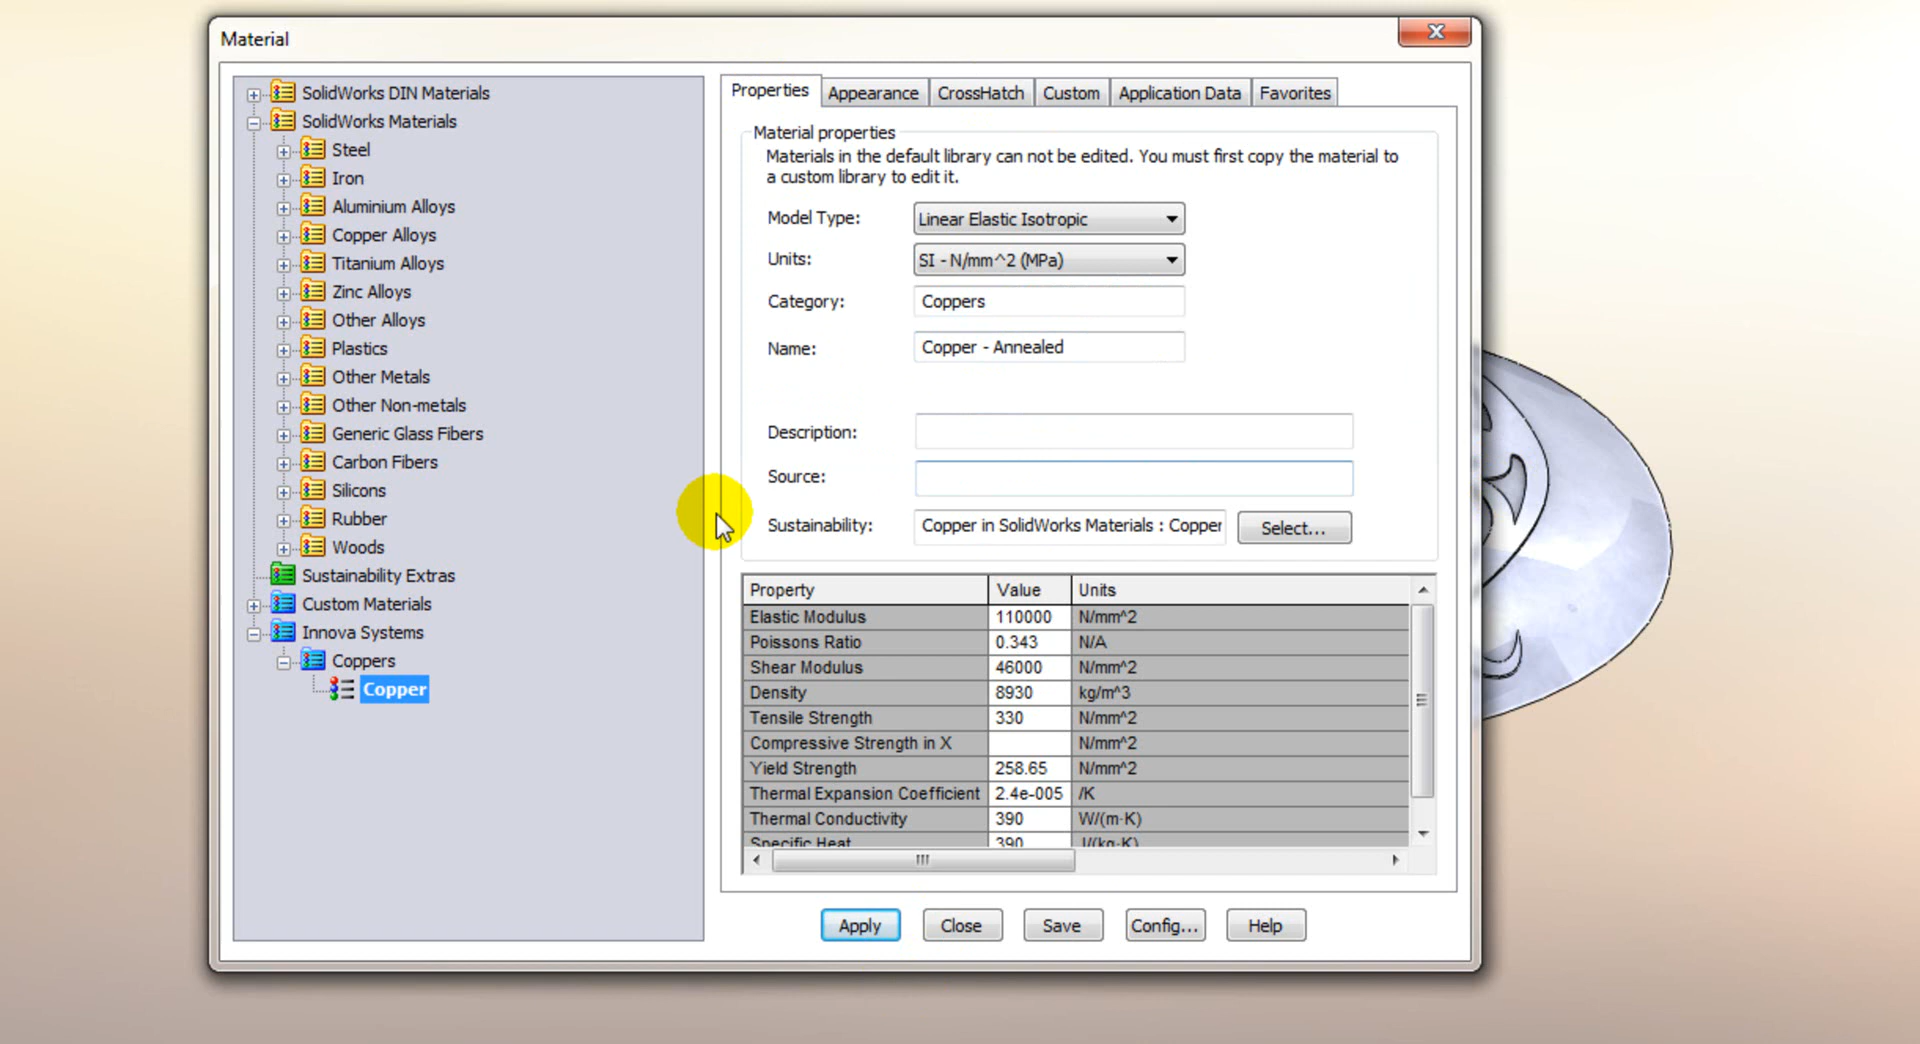 Material
SolidWorks DIN Materials
SolidWorks Materials
Steel
Iron
Aluminium Alloys
Copper Alloys
Titanium Alloys
Zinc Alloys
Other Alloys
Plastics
Other Metals
Other Non-metals
Generic Glass Fibers
Carbon Fibers
Silicons
Rubber
Woods
Sustainability Extras
Custom Materials
Innova Systems
Coppers
Copper
Properties Appearance CrossHatch Custom Application Data Favorites
Material properties
Materials in the default library can not be edited. You must first copy the material to
a custom library to edit it.
Model Type: Linear Elastic Isotropic
Units: SI - N/mm^2 (MPa)
Category: Coppers
Name: Copper - Annealed
Description:
Source:
Sustainability: Copper in SolidWorks Materials : Copper Select...
Property Value Units
Elastic Modulus 110000 N/mm^2
Poissons Ratio 0.343 N/A
Shear Modulus 46000 N/mm^2
Density 8930 kg/m^3
Tensile Strength 330 N/mm^2
Compressive Strength in X N/mm^2
Yield Strength 258.65 N/mm^2
Thermal Expansion Coefficient 2.4e-005 /K
Thermal Conductivity 390 W/(m·K)
Specific Heat 390 J/(kg·K)
Apply Close Save Config... Help